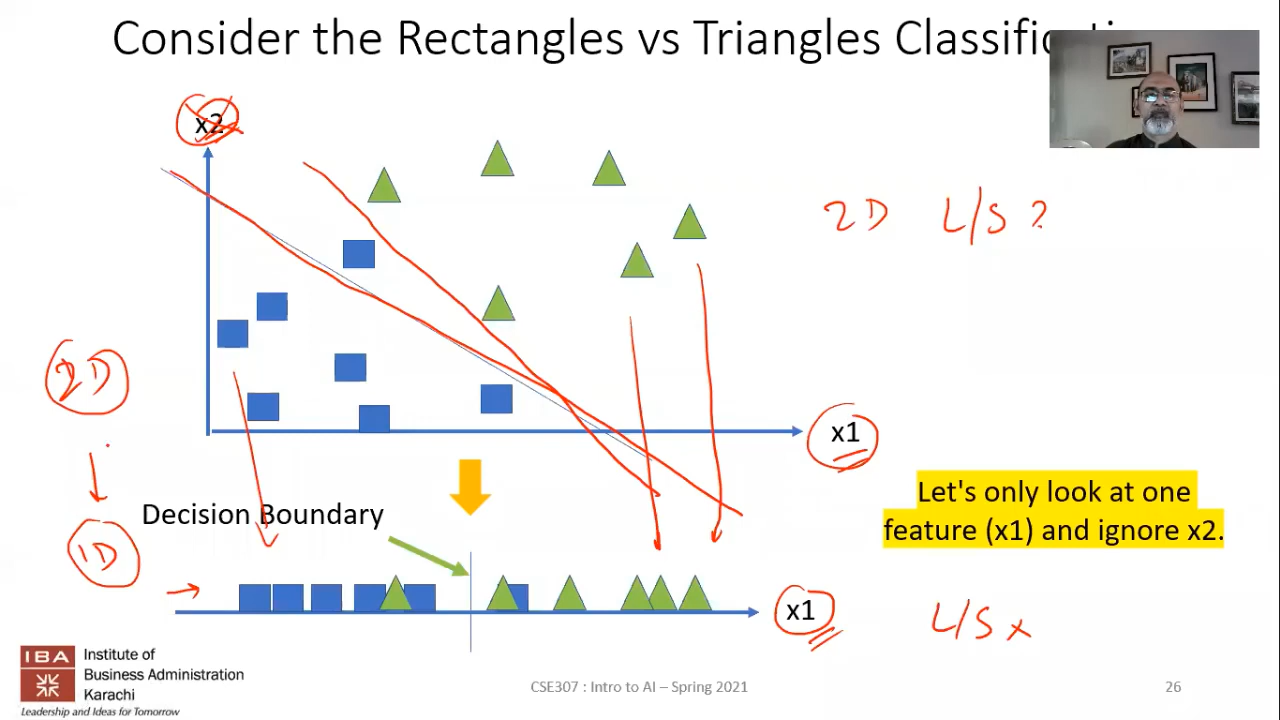 Consider the Rectangles vs Triangles
x2
2D L/S ?
2D
x1
Let's only look at one
feature (x1) and ignore x2.
Decision Boundary
1D
x1
L/S x
IBA
Institute of
Business Administration
Karachi
Leadership and Ideas for Tomorrow
CSE307 : Intro to AI – Spring 2021
26